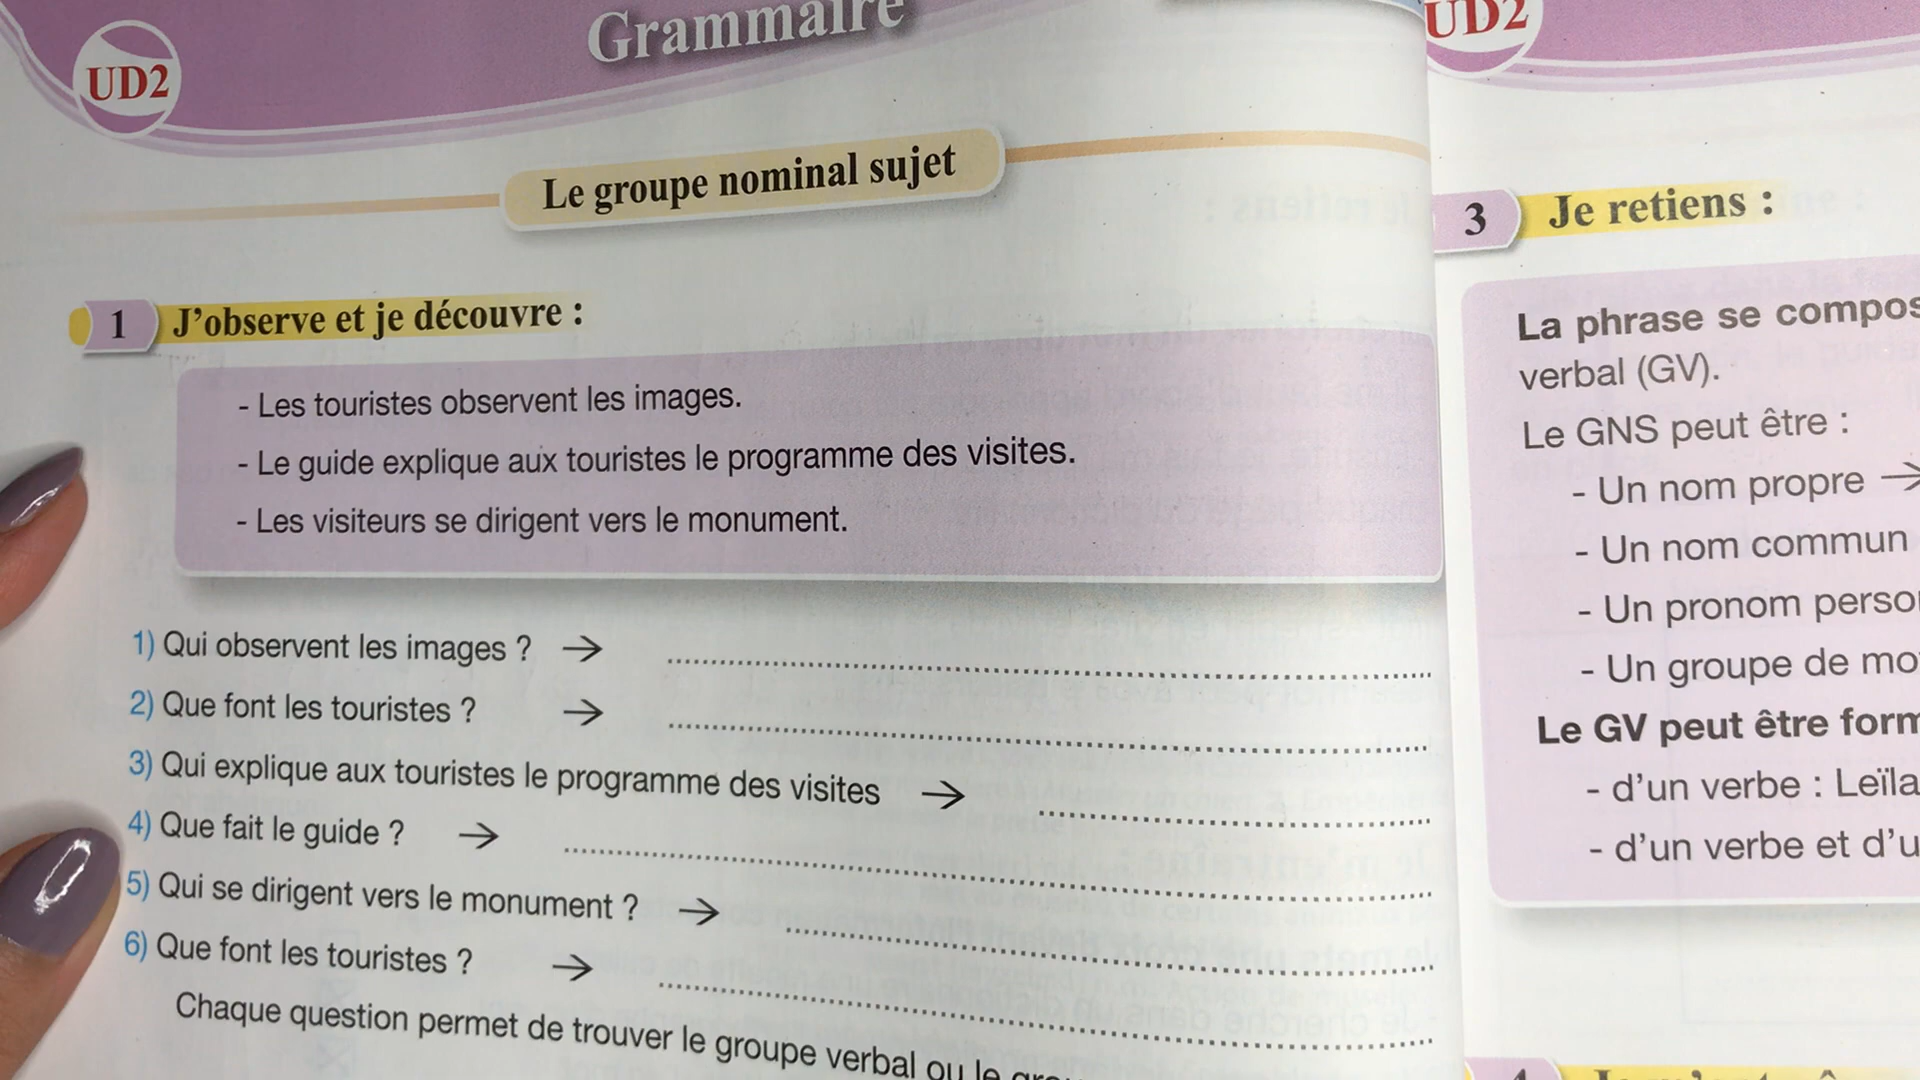 UD2
Grammaire
Le groupe nominal sujet
1 J'observe et je découvre :
- Les touristes observent les images.
- Le guide explique aux touristes le programme des visites.
- Les visiteurs se dirigent vers le monument.
1) Qui observent les images ? →
2) Que font les touristes ? →
3) Qui explique aux touristes le programme des visites →
4) Que fait le guide ? →
5) Qui se dirigent vers le monument ? →
6) Que font les touristes ? →
Chaque question permet de trouver le groupe verbal ou le
UD2
3 Je retiens :
La phrase se compos
verbal (GV).
Le GNS peut être :
- Un nom propre →
- Un nom commun
- Un pronom perso
- Un groupe de mo
Le GV peut être form
- d'un verbe : Leïla
- d'un verbe et d'u